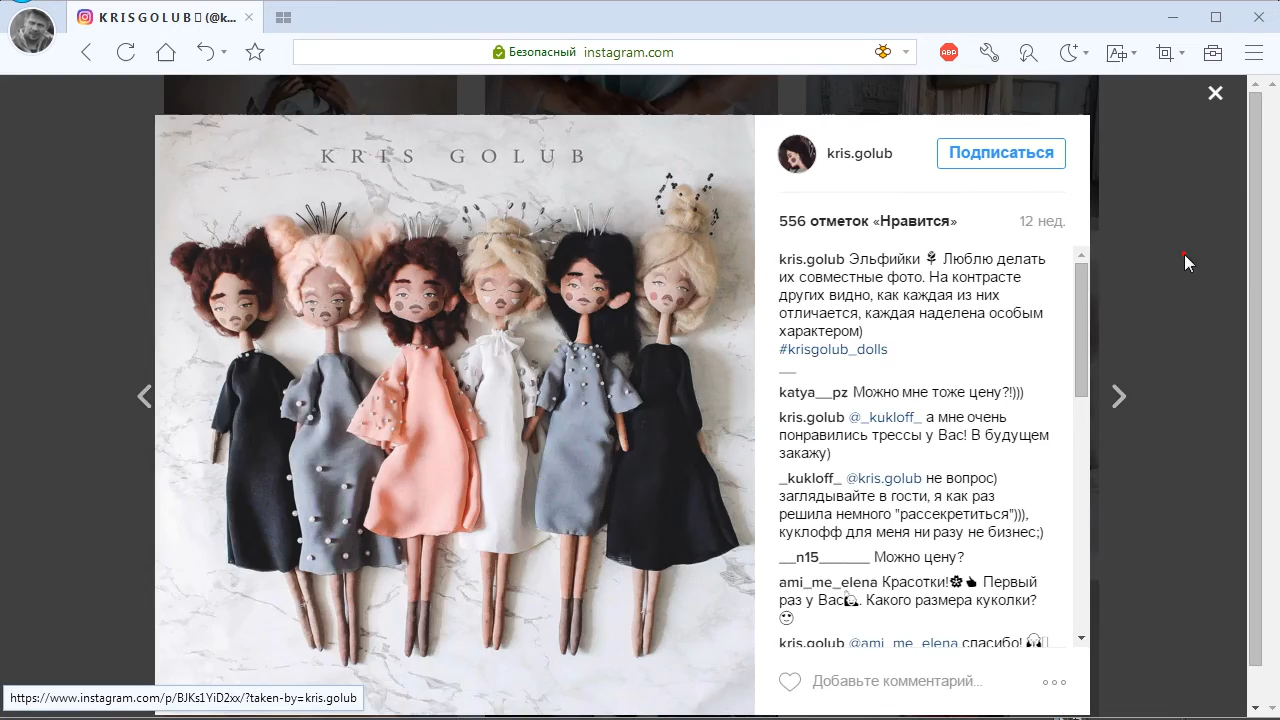 K R I S G O L U B (@k...
Безопасный instagram.com
ABP
KRIS GOLUB
kris.golub
Подписаться
556 отметок «Нравится»
12 нед.
kris.golub Эльфийки ⚘ Люблю делать
их совместные фото. На контрасте
других видно, как каждая из них
отличается, каждая наделена особым
характером)
#krisgolub_dolls
__
katya__pz Можно мне тоже цену?!)))
kris.golub @_kukloff_ а мне очень
понравились трессы у Вас! В будущем
закажу)
_kukloff_ @kris.golub не вопрос)
заглядывайте в гости, я как раз
решила немного "рассекретиться"))),
куклофф для меня ни разу не бизнес;)
__n15______ Можно цену?
ami_me_elena Красотки! Первый
раз у Вас. Какого размера куколки?
kris.golub @ami_me_elena спасибо!
Добавьте комментарий...
https://www.instagram.com/p/BJKs1YiD2xx/?taken-by=kris.golub